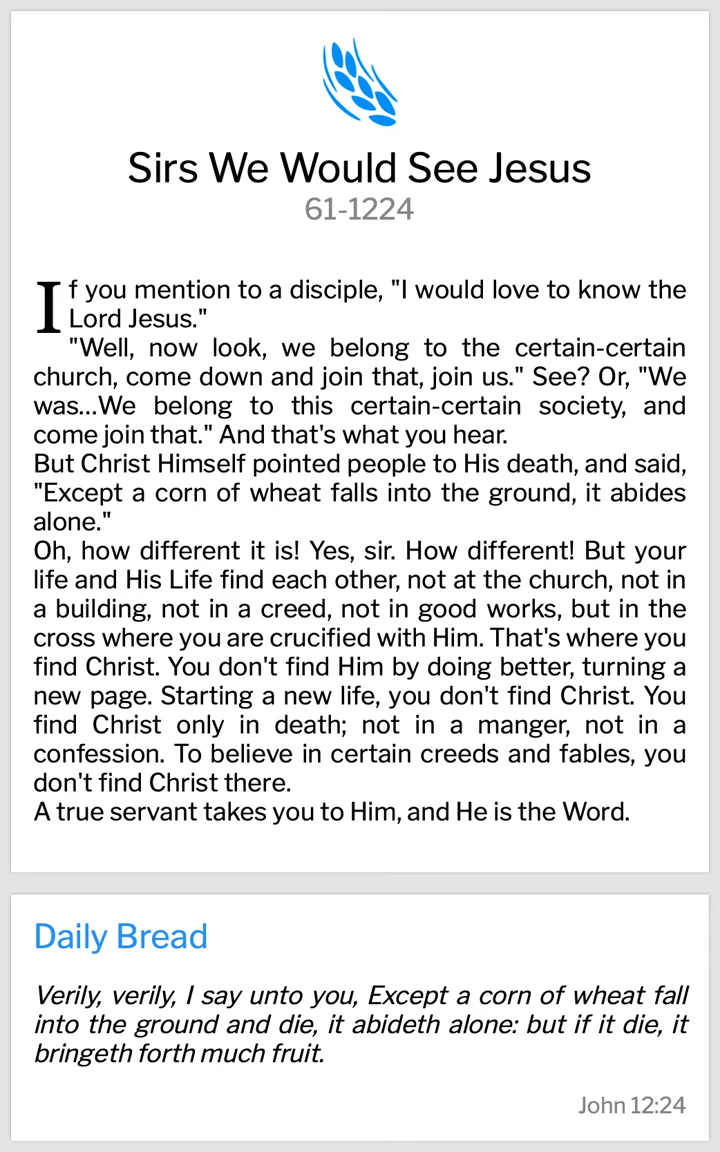 Sirs We Would See Jesus
61-1224
If you mention to a disciple, "I would love to know the
Lord Jesus."
"Well, now look, we belong to the certain-certain
church, come down and join that, join us." See? Or, "We
was...We belong to this certain-certain society, and
come join that." And that's what you hear.
But Christ Himself pointed people to His death, and said,
"Except a corn of wheat falls into the ground, it abides
alone."
Oh, how different it is! Yes, sir. How different! But your
life and His Life find each other, not at the church, not in
a building, not in a creed, not in good works, but in the
cross where you are crucified with Him. That's where you
find Christ. You don't find Him by doing better, turning a
new page. Starting a new life, you don't find Christ. You
find Christ only in death; not in a manger, not in a
confession. To believe in certain creeds and fables, you
don't find Christ there.
A true servant takes you to Him, and He is the Word.
Daily Bread
Verily, verily, I say unto you, Except a corn of wheat fall
into the ground and die, it abideth alone: but if it die, it
bringeth forth much fruit.
John 12:24